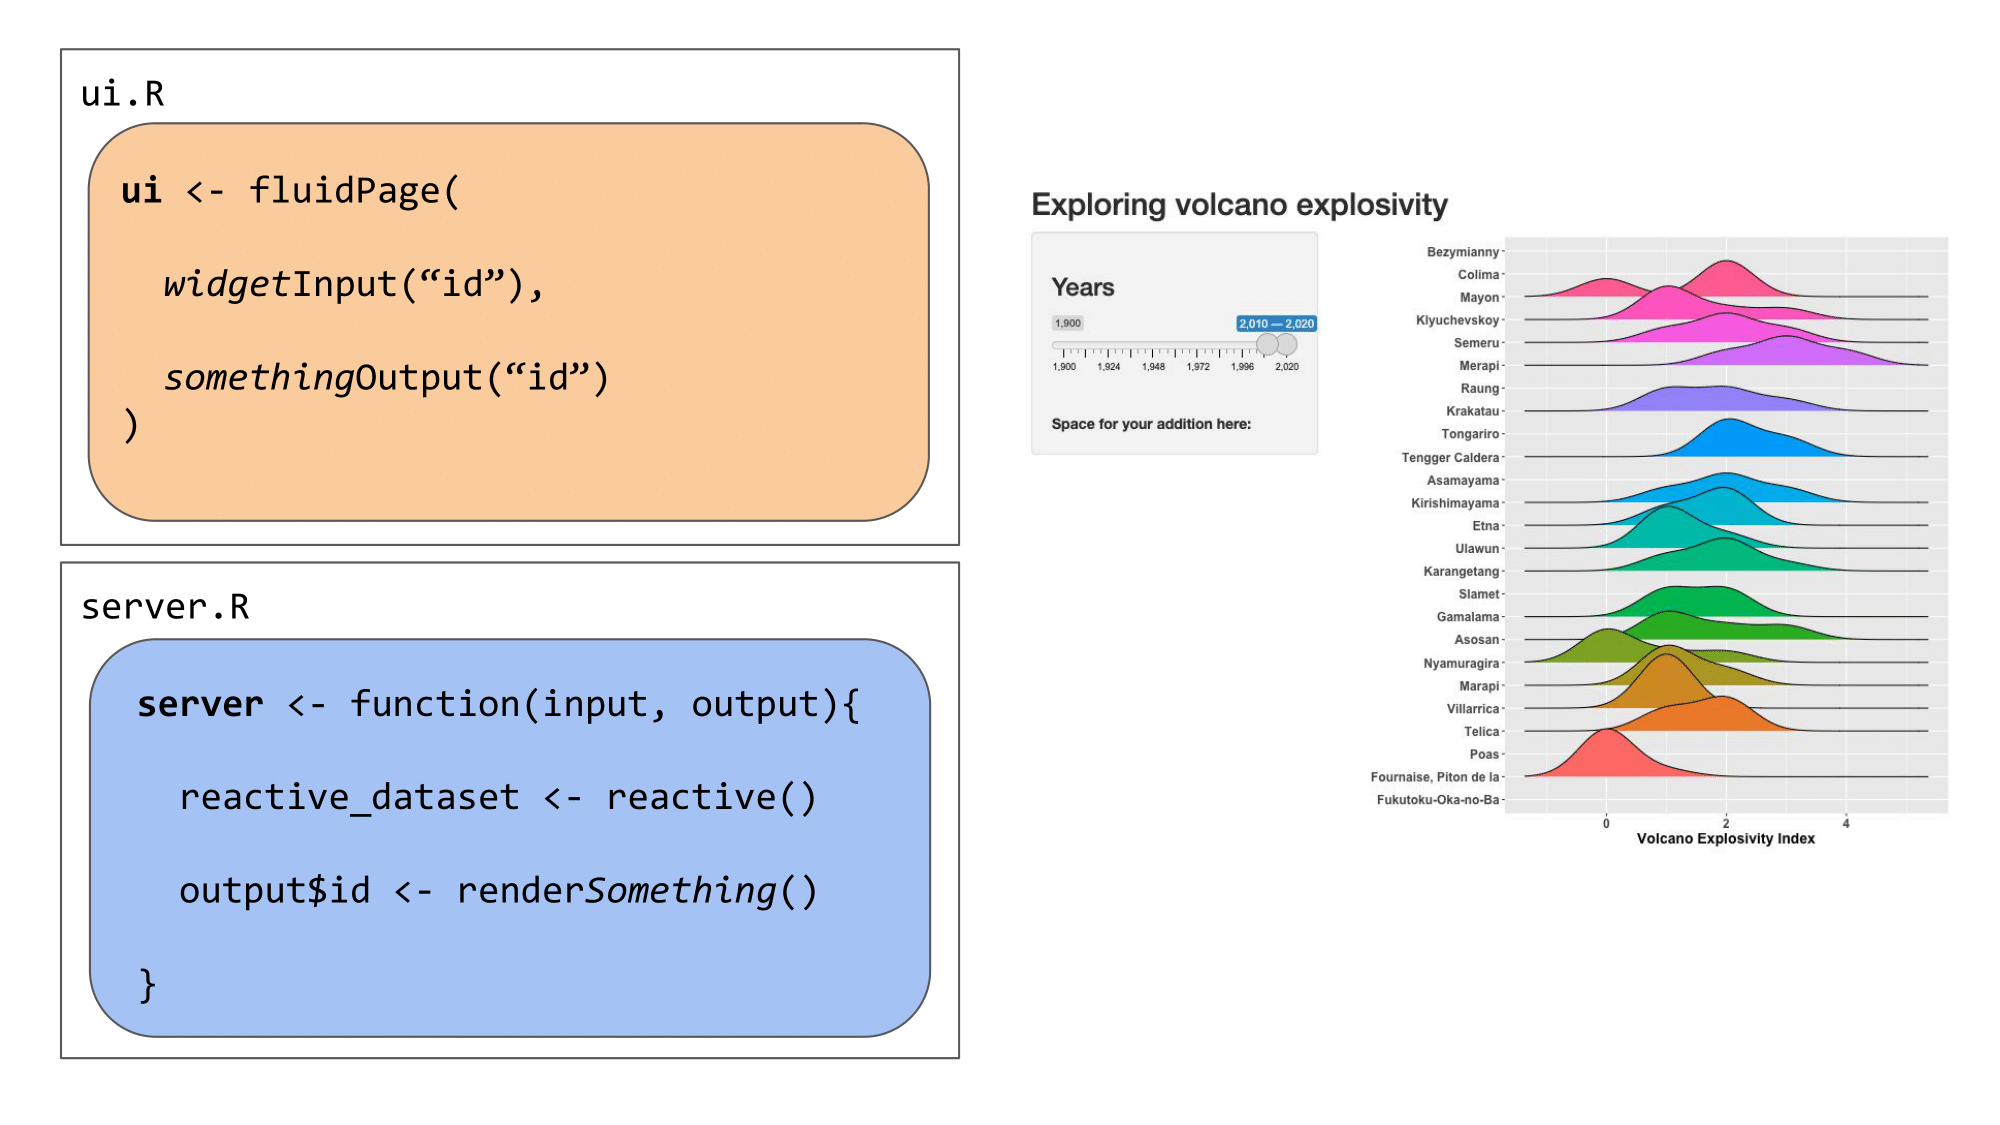 ui.R
ui <- fluidPage(
widgetInput(“id”),
somethingOutput(“id”)
)
server.R
server <- function(input, output){
reactive_dataset <- reactive()
output$id <- renderSomething()
}
Exploring volcano explosivity
Years
1,900
2,010 — 2,020
1,900 1,924 1,948 1,972 1,996 2,020
Space for your addition here:
Bezymianny
Colima
Mayon
Klyuchevskoy
Semeru
Merapi
Raung
Krakatau
Tongariro
Tengger Caldera
Asamayama
Kirishimayama
Etna
Ulawun
Karangetang
Slamet
Gamalama
Asosan
Nyamuragira
Marapi
Villarrica
Telica
Poas
Fournaise, Piton de la
Fukutoku-Oka-no-Ba
0 2 4
Volcano Explosivity Index